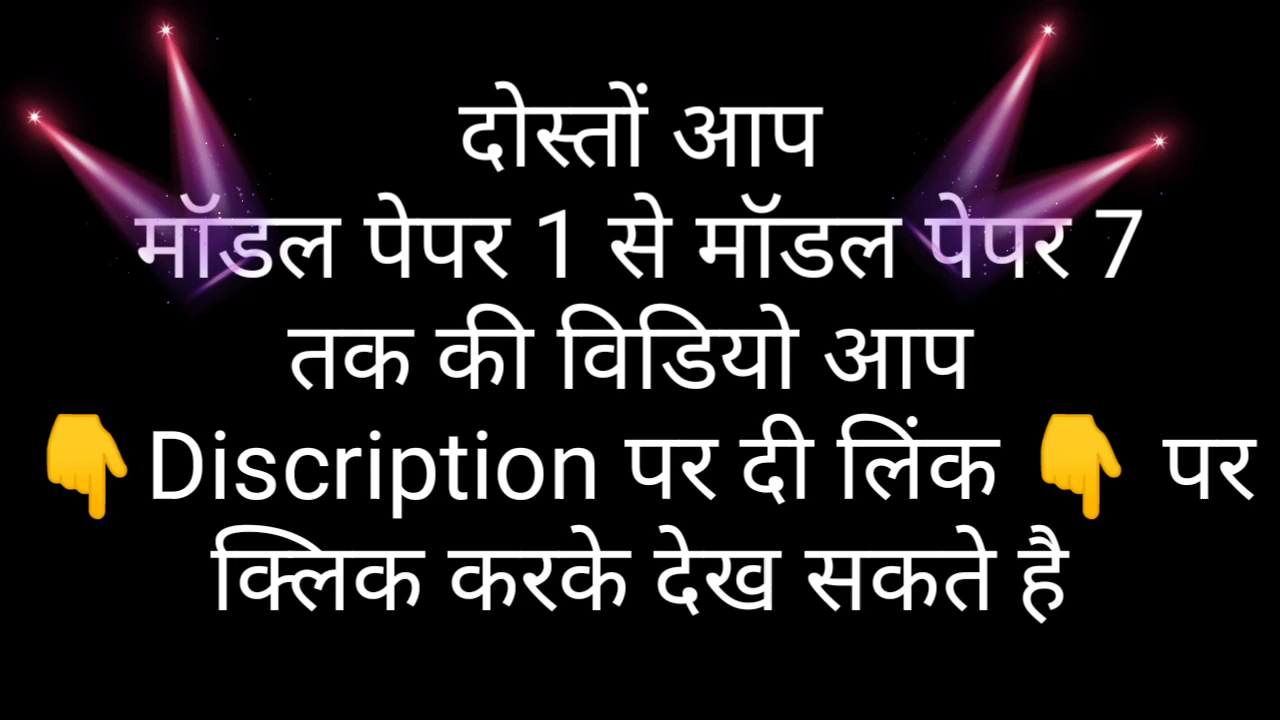 दोस्तों आप
मॉडल पेपर 1 से मॉडल पेपर 7
तक की विडियो आप
👇Discription पर दी लिंक 👇 पर
क्लिक करके देख सकते है